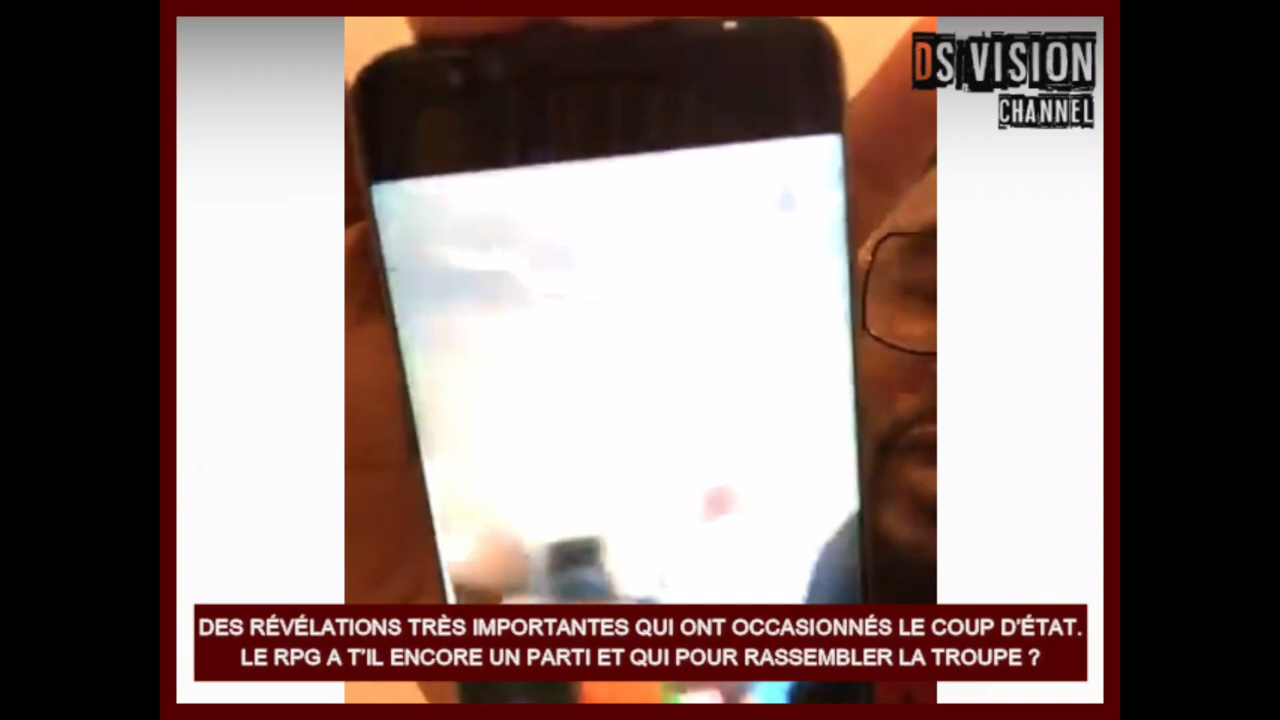 DS VISION
CHANNEL
DES RÉVÉLATIONS TRÈS IMPORTANTES QUI ONT OCCASIONNÉS LE COUP D'ÉTAT.
LE RPG A T'IL ENCORE UN PARTI ET QUI POUR RASSEMBLER LA TROUPE ?